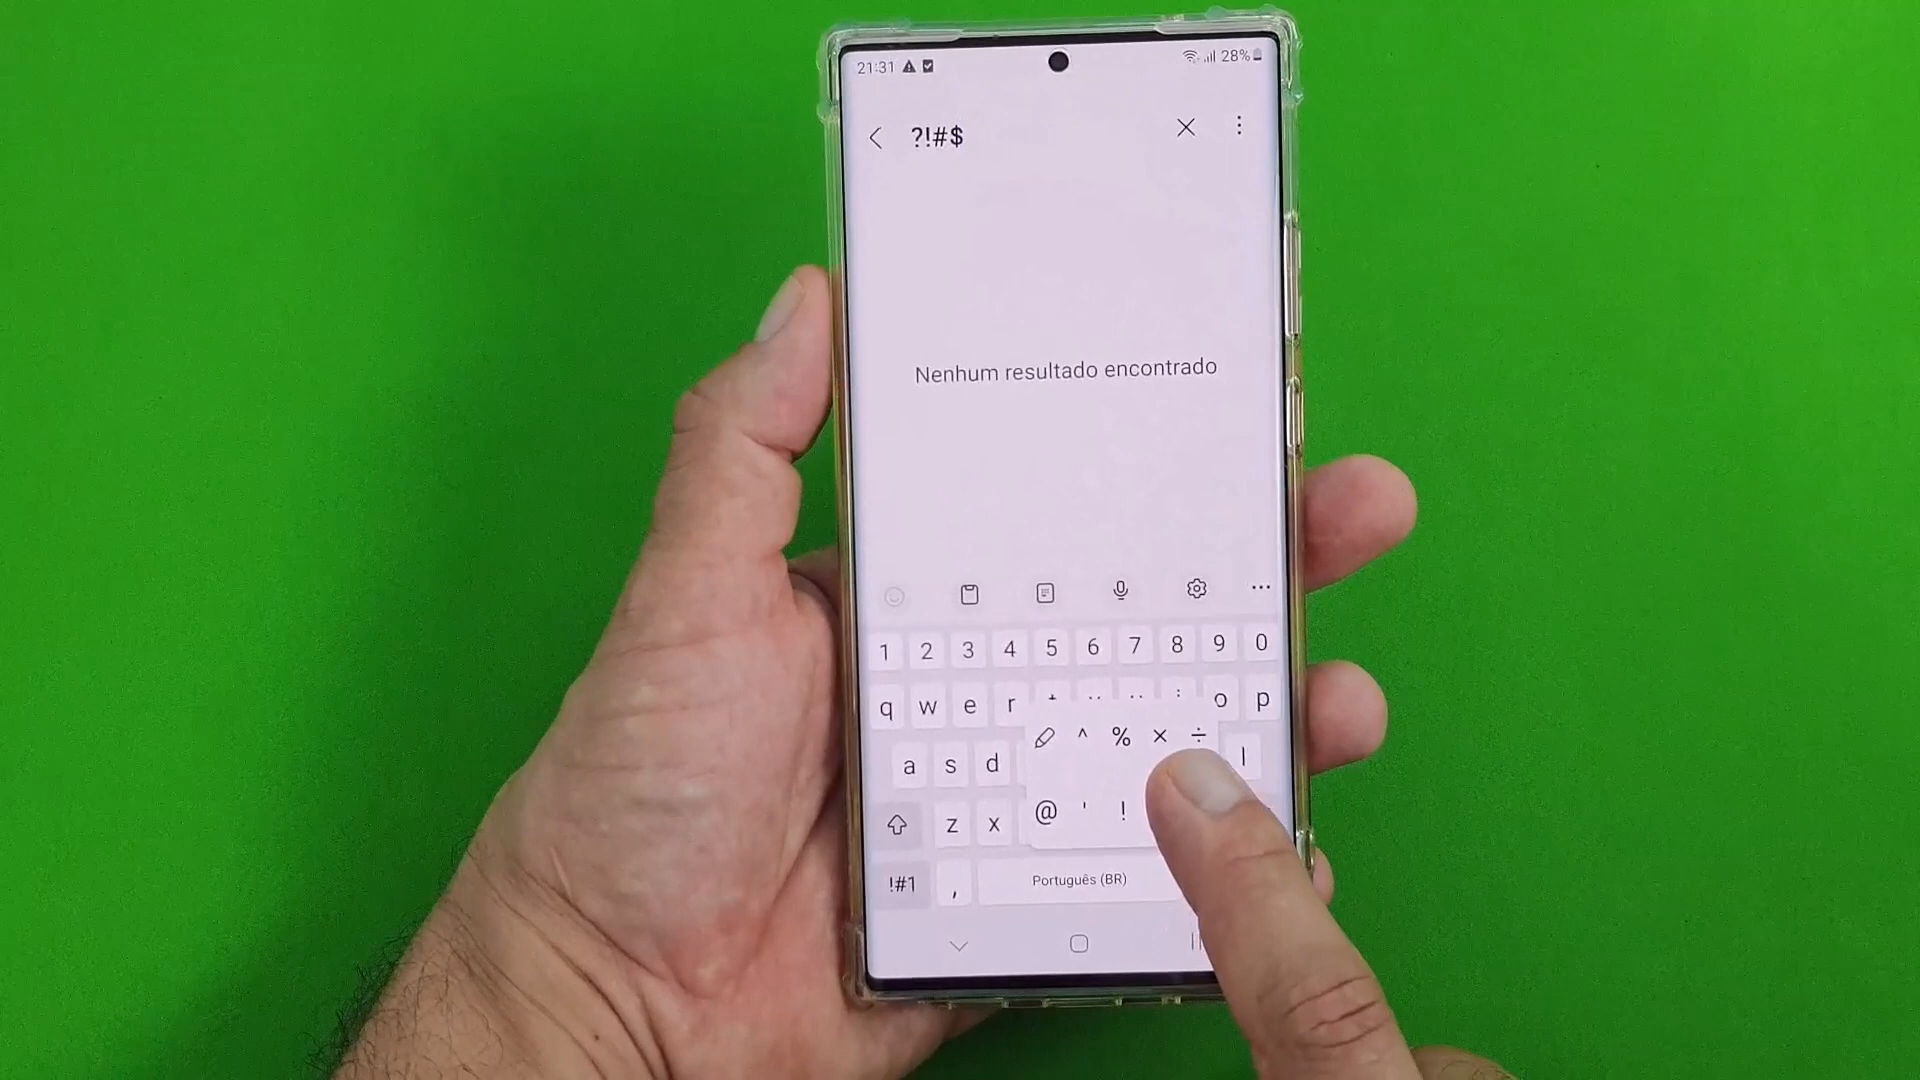 21:31 28%
?!#$
Nenhum resultado encontrado
1 2 3 4 5 6 7 8 9 0
q w e r o p
^ % × ÷
a s d l
@ ' !
z x
!#1 , Português (BR)